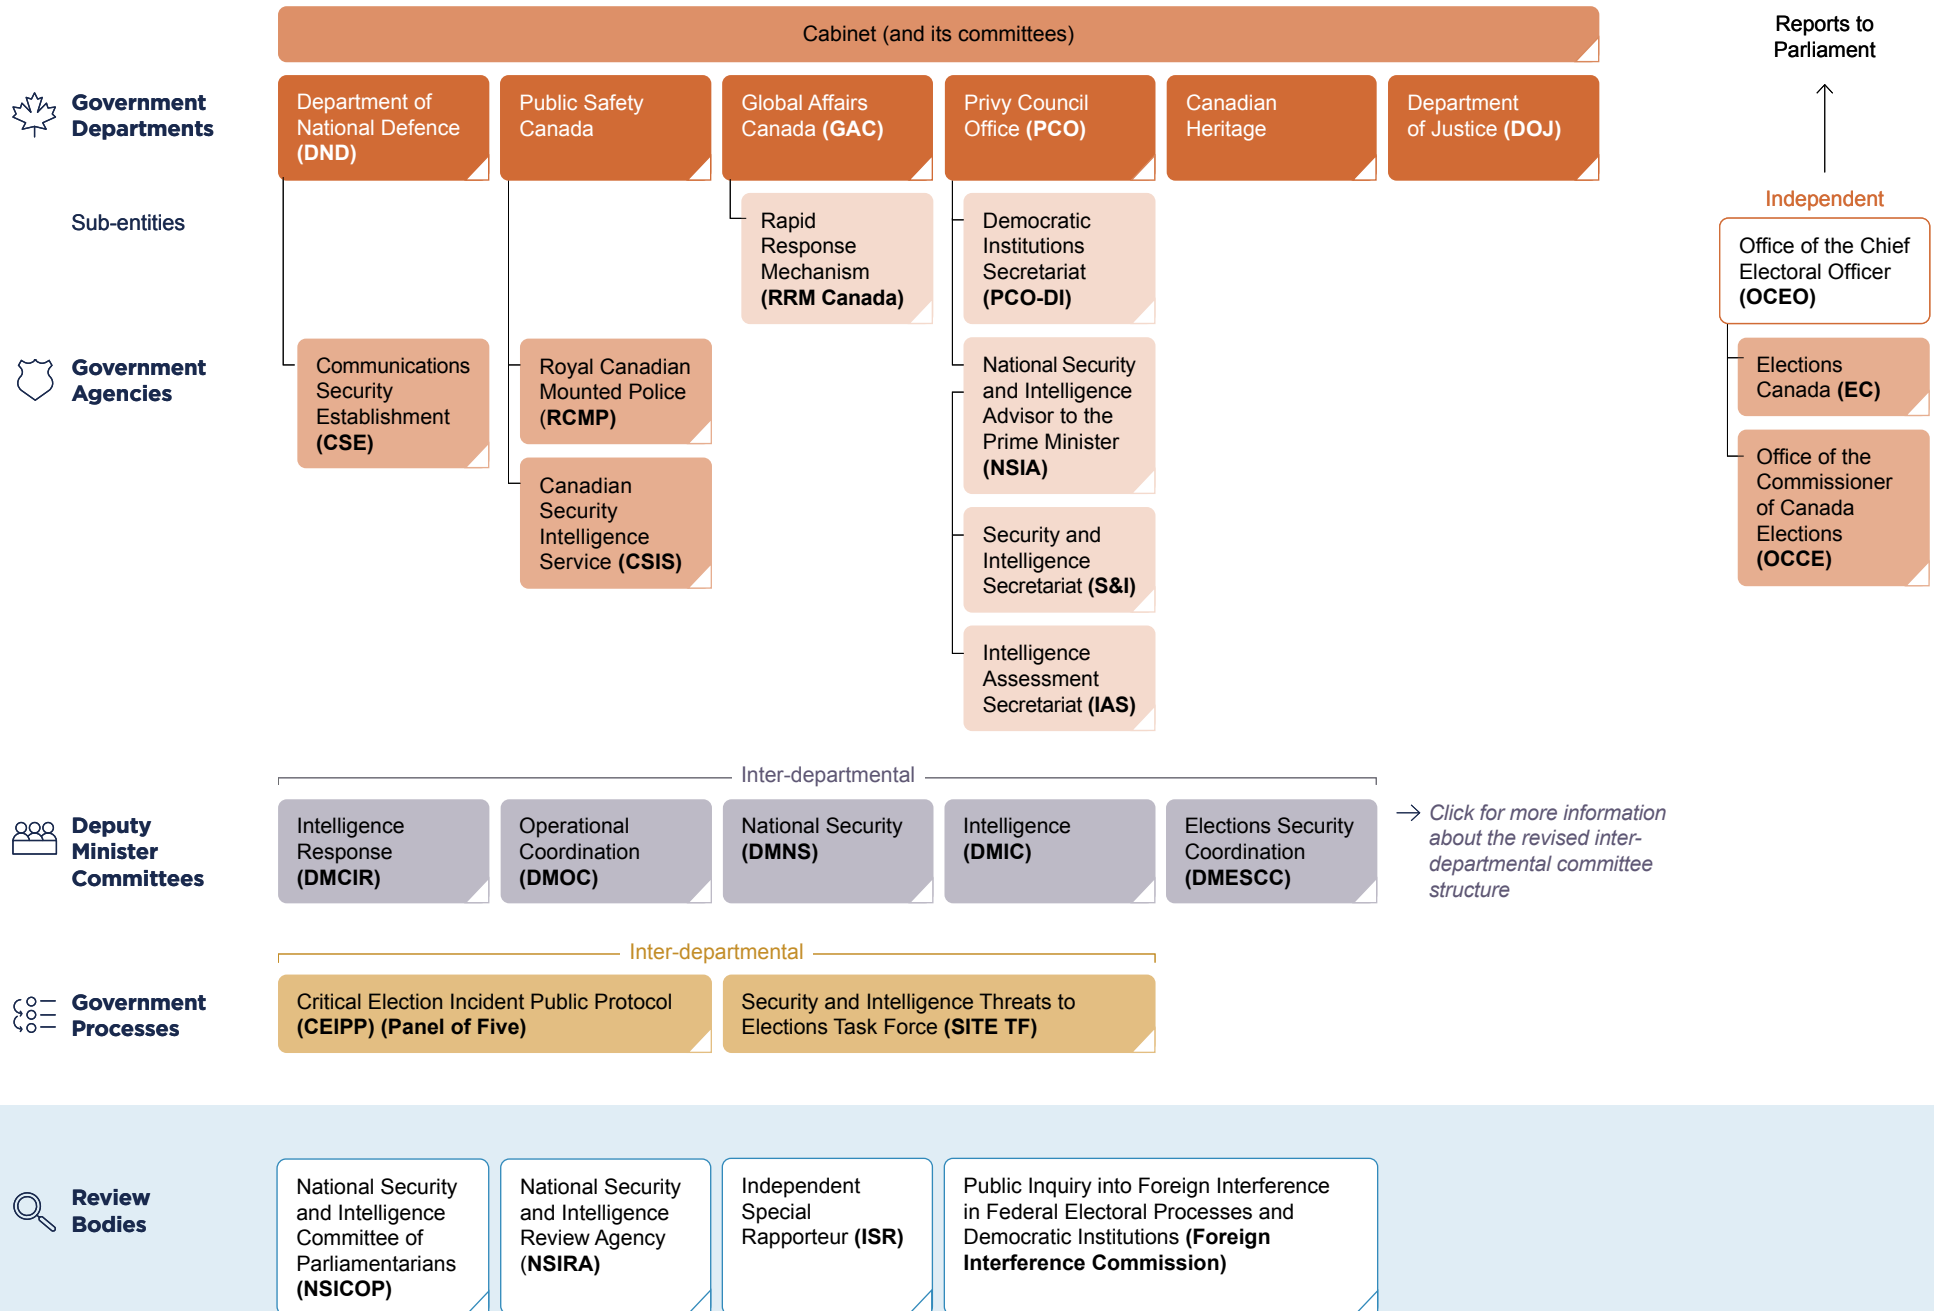 Cabinet (and its committees)
Reports to
Parliament
Government
Departments
Department of
National Defence
(DND)
Public Safety
Canada
Global Affairs
Canada (GAC)
Privy Council
Office (PCO)
Canadian
Heritage
Department
of Justice (DOJ)
Independent
Office of the Chief
Electoral Officer
(OCEO)
Sub-entities
Rapid
Response
Mechanism
(RRM Canada)
Democratic
Institutions
Secretariat
(PCO-DI)
Government
Agencies
Communications
Security
Establishment
(CSE)
Royal Canadian
Mounted Police
(RCMP)
Canadian
Security
Intelligence
Service (CSIS)
National Security
and Intelligence
Advisor to the
Prime Minister
(NSIA)
Security and
Intelligence
Secretariat (S&I)
Intelligence
Assessment
Secretariat (IAS)
Elections
Canada (EC)
Office of the
Commissioner
of Canada
Elections
(OCCE)
Inter-departmental
Deputy
Minister
Committees
Intelligence
Response
(DMCIR)
Operational
Coordination
(DMOC)
National Security
(DMNS)
Intelligence
(DMIC)
Elections Security
Coordination
(DMESCC)
→ Click for more information
about the revised inter-
departmental committee
structure
Inter-departmental
Government
Processes
Critical Election Incident Public Protocol
(CEIPP) (Panel of Five)
Security and Intelligence Threats to
Elections Task Force (SITE TF)
Review
Bodies
National Security
and Intelligence
Committee of
Parliamentarians
(NSICOP)
National Security
and Intelligence
Review Agency
(NSIRA)
Independent
Special
Rapporteur (ISR)
Public Inquiry into Foreign Interference
in Federal Electoral Processes and
Democratic Institutions (Foreign
Interference Commission)